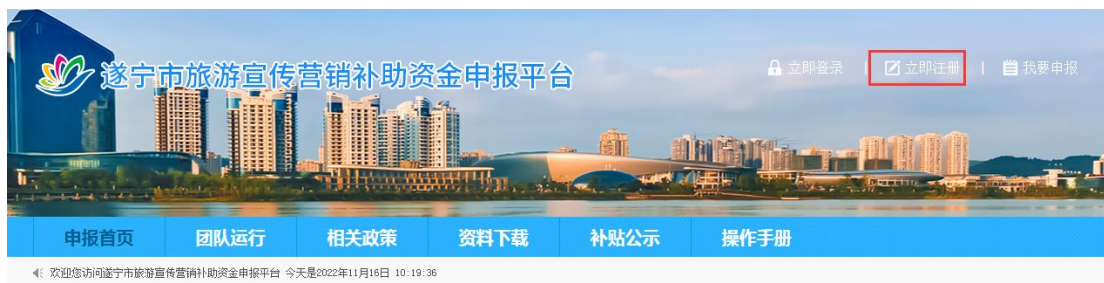 遂宁市旅游宣传营销补助资金申报平台
立即登录 | 立即注册 | 我要申报
申报首页 团队运行 相关政策 资料下载 补贴公示 操作手册
欢迎您访问遂宁市旅游宣传营销补助资金申报平台 今天是2022年11月16日 10:19:36